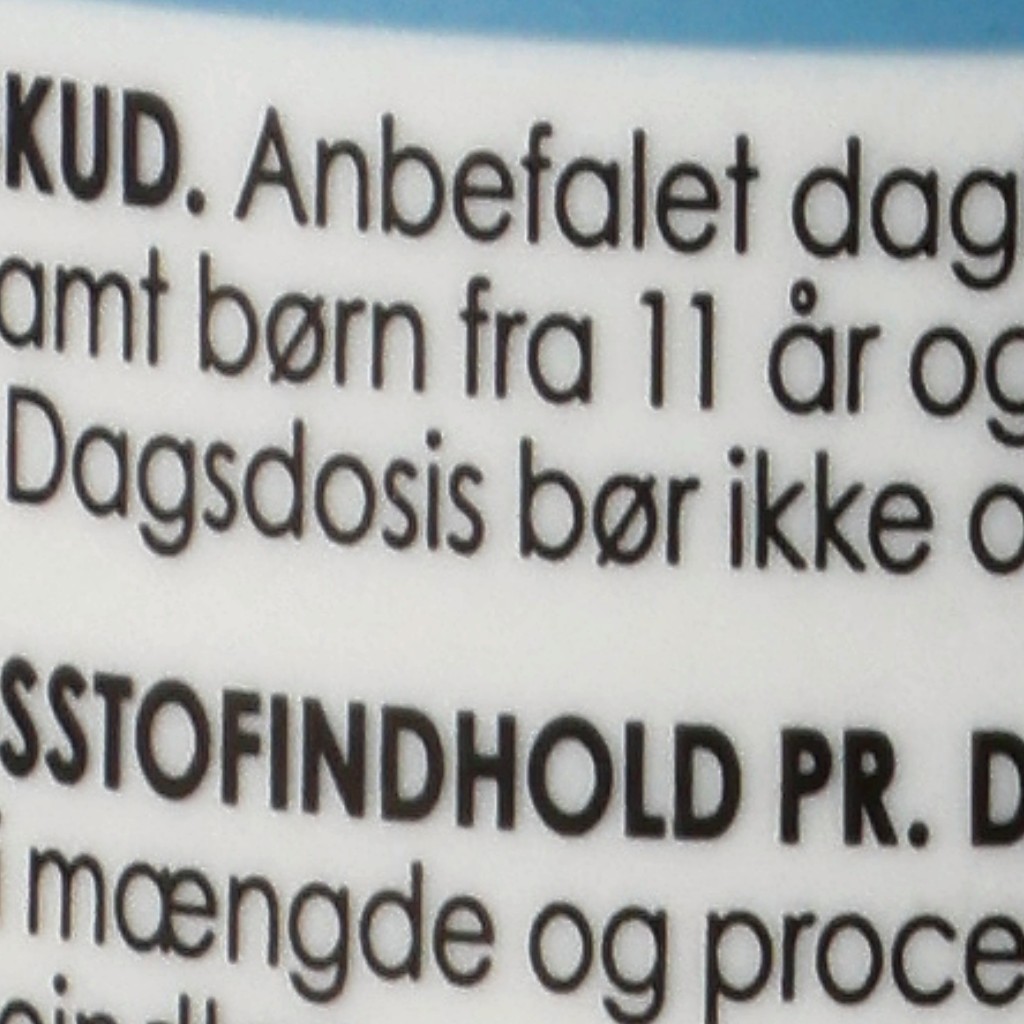 KUD. Anbefalet dag
amt børn fra 11 år og
Dagsdosis bør ikke o
SSTOFINDHOLD PR. D
i mængde og proce